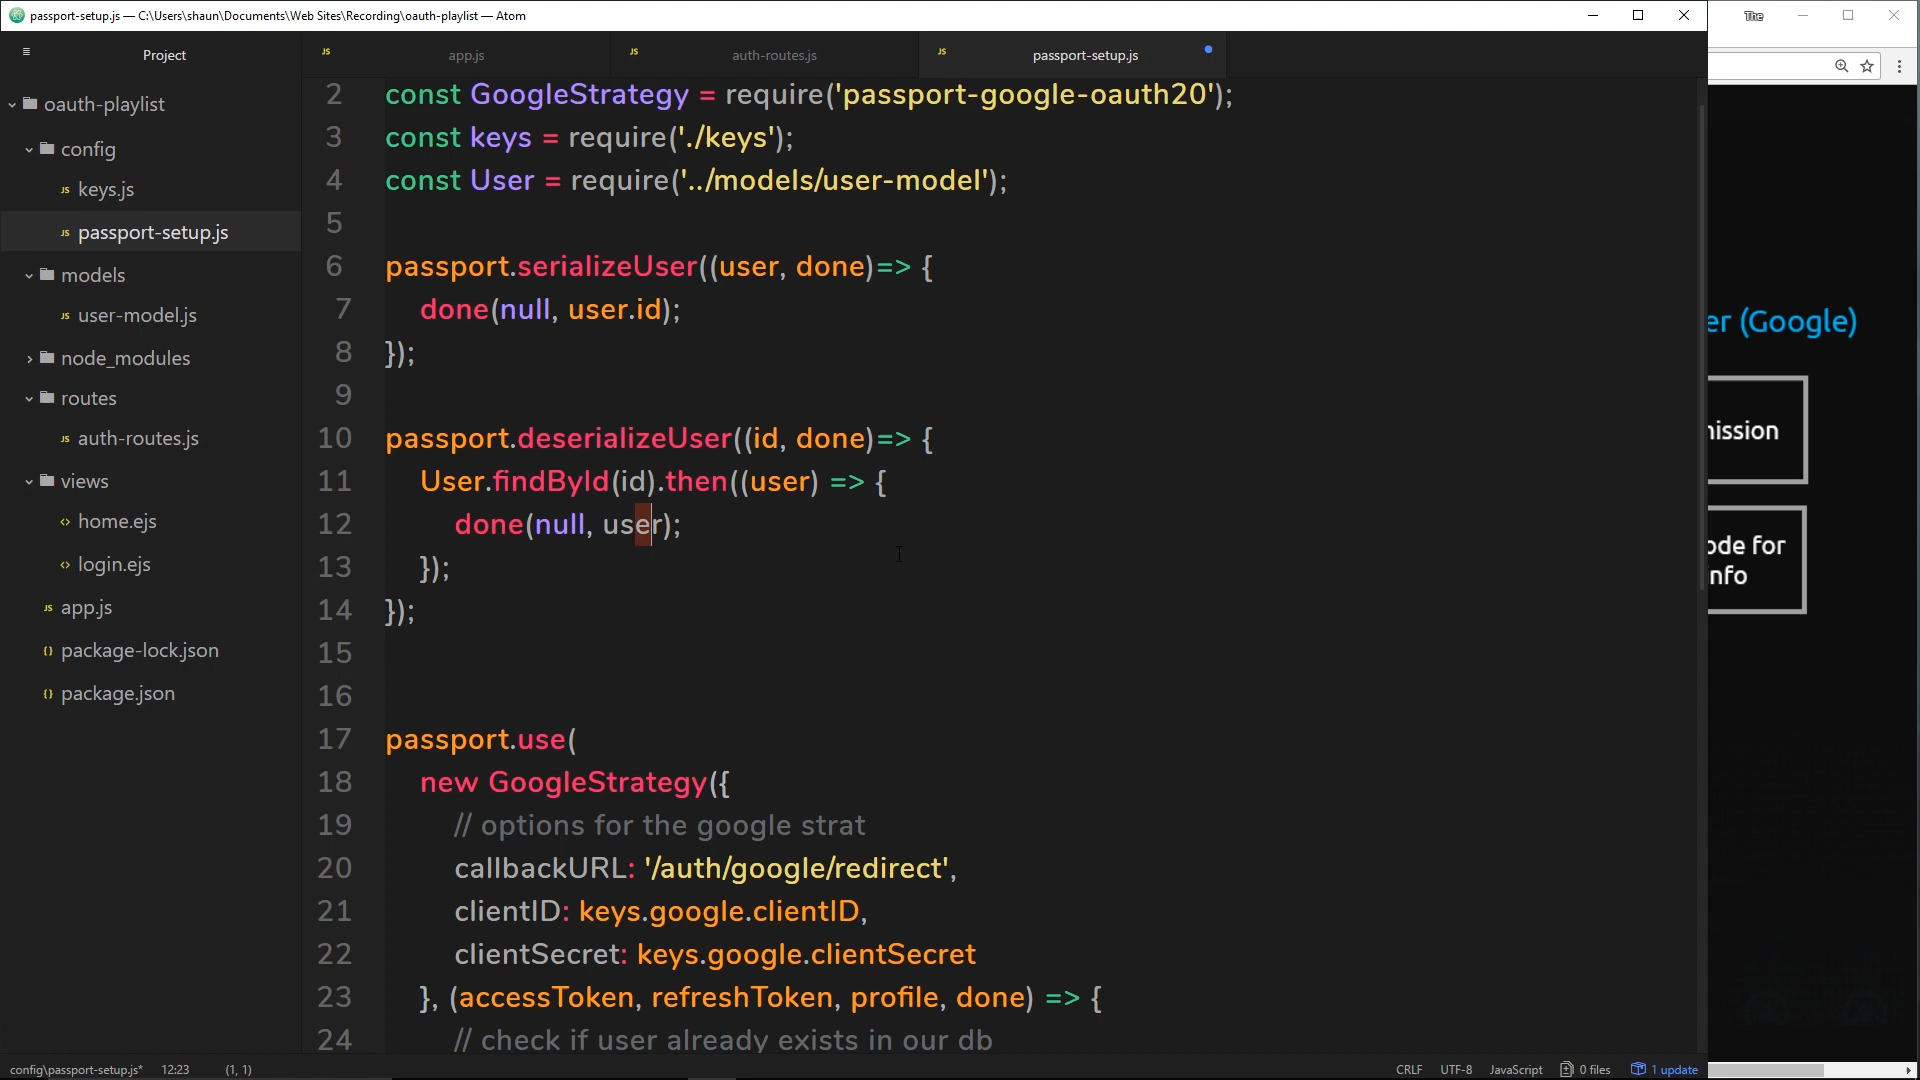 passport-setup.js — C:\Users\shaun\Documents\Web Sites\Recording\oauth-playlist — Atom
The
Project
app.js
auth-routes.js
passport-setup.js
oauth-playlist
config
keys.js
passport-setup.js
models
user-model.js
node_modules
routes
auth-routes.js
views
home.ejs
login.ejs
app.js
package-lock.json
package.json
2 const GoogleStrategy = require('passport-google-oauth20');
3 const keys = require('./keys');
4 const User = require('../models/user-model');
5
6 passport.serializeUser((user, done)=> {
7 done(null, user.id);
8 });
9
10 passport.deserializeUser((id, done)=> {
11 User.findById(id).then((user) => {
12 done(null, user);
13 });
14 });
15
16
17 passport.use(
18 new GoogleStrategy({
19 // options for the google strat
20 callbackURL: '/auth/google/redirect',
21 clientID: keys.google.clientID,
22 clientSecret: keys.google.clientSecret
23 }, (accessToken, refreshToken, profile, done) => {
24 // check if user already exists in our db
er (Google)
nission
ode for
nfo
config\passport-setup.js* 12:23 (1, 1)
CRLF UTF-8 JavaScript 0 files 1 update